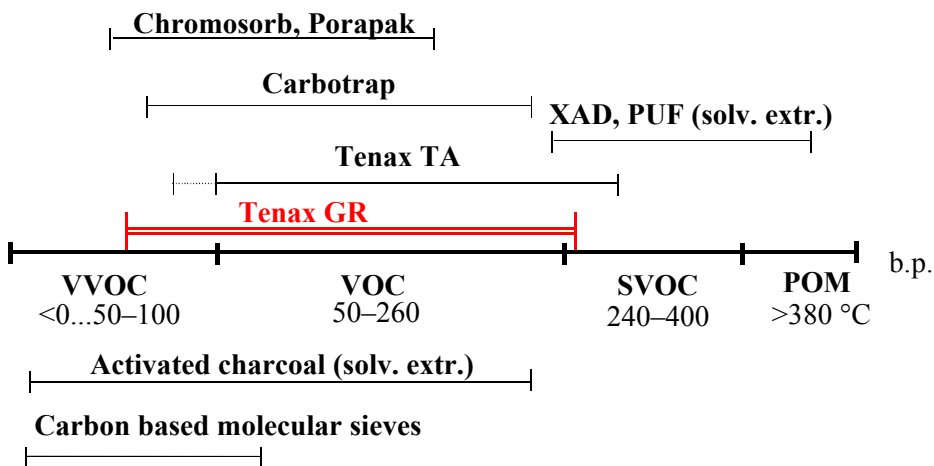 Chromosorb, Porapak
Carbotrap
XAD, PUF (solv. extr.)
Tenax TA
Tenax GR
b.p.
VVOC VOC SVOC POM
<0...50–100 50–260 240–400 >380 °C
Activated charcoal (solv. extr.)
Carbon based molecular sieves